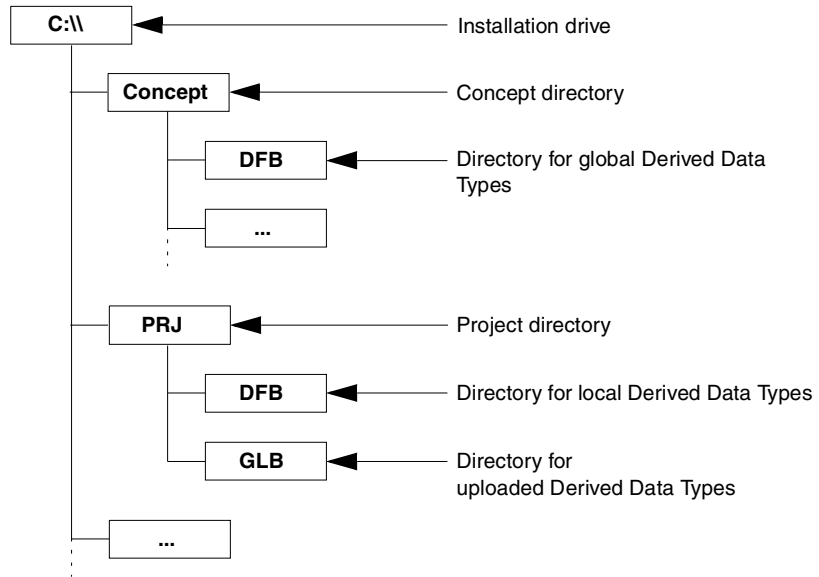 C:\\
Installation drive
Concept
Concept directory
DFB
Directory for global Derived Data
Types
...
PRJ
Project directory
DFB
Directory for local Derived Data Types
GLB
Directory for
uploaded Derived Data Types
...